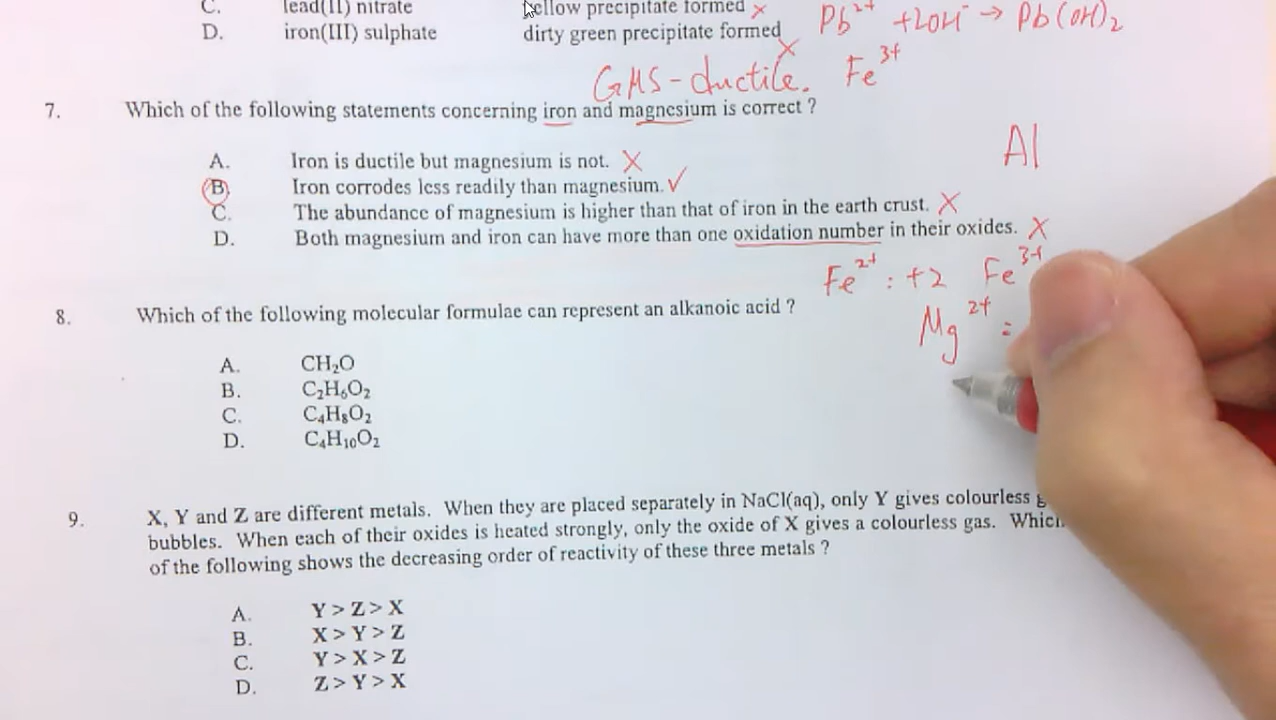 C. lead(II) nitrate yellow precipitate formed ✗ Pb²⁺ +2OH⁻ → Pb(OH)₂
D. iron(III) sulphate dirty green precipitate formed ✗
GMS - ductile. Fe³⁺
7. Which of the following statements concerning iron and magnesium is correct ?
Al
A. Iron is ductile but magnesium is not. ✗
B. Iron corrodes less readily than magnesium. ✓
C. The abundance of magnesium is higher than that of iron in the earth crust. ✗
D. Both magnesium and iron can have more than one oxidation number in their oxides. ✗
Fe²⁺ : +2 Fe³⁺
8. Which of the following molecular formulae can represent an alkanoic acid ?
Mg²⁺ :
A. CH₂O
B. C₂H₆O₂
C. C₄H₈O₂
D. C₄H₁₀O₂
9. X, Y and Z are different metals. When they are placed separately in NaCl(aq), only Y gives colourless
bubbles. When each of their oxides is heated strongly, only the oxide of X gives a colourless gas. Which
of the following shows the decreasing order of reactivity of these three metals ?
A. Y > Z > X
B. X > Y > Z
C. Y > X > Z
D. Z > Y > X